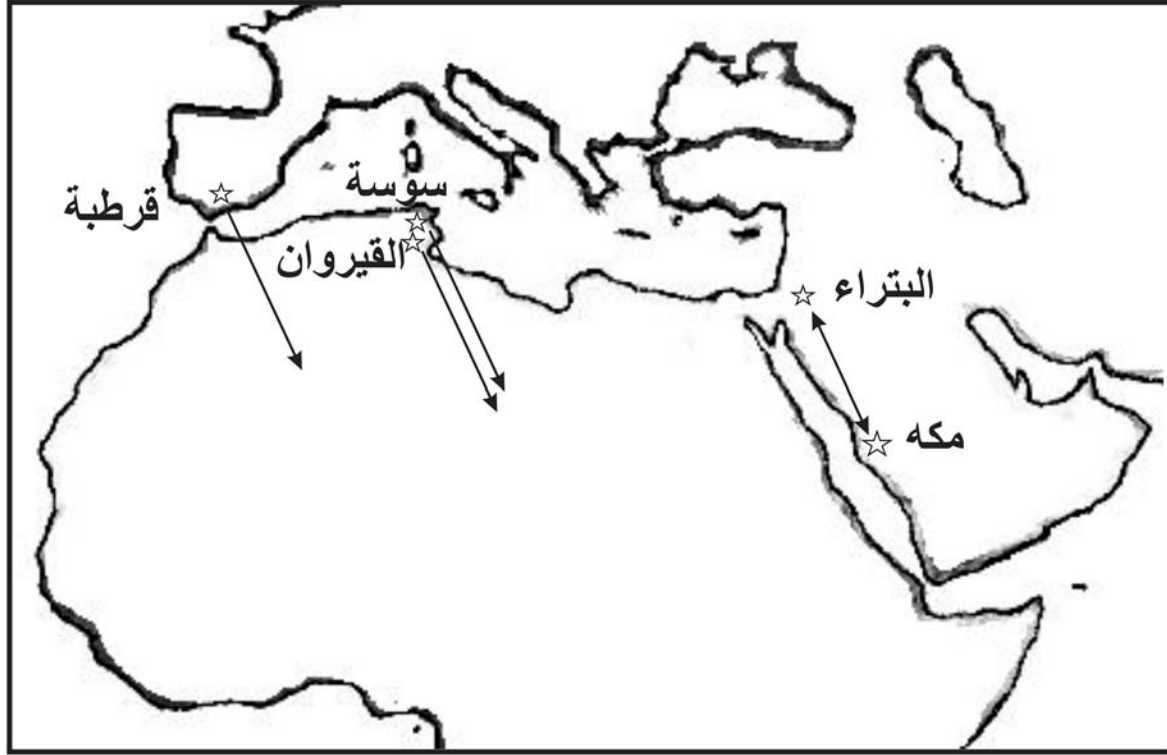 سوسة
قرطبة
القيروان
البتراء
مكه